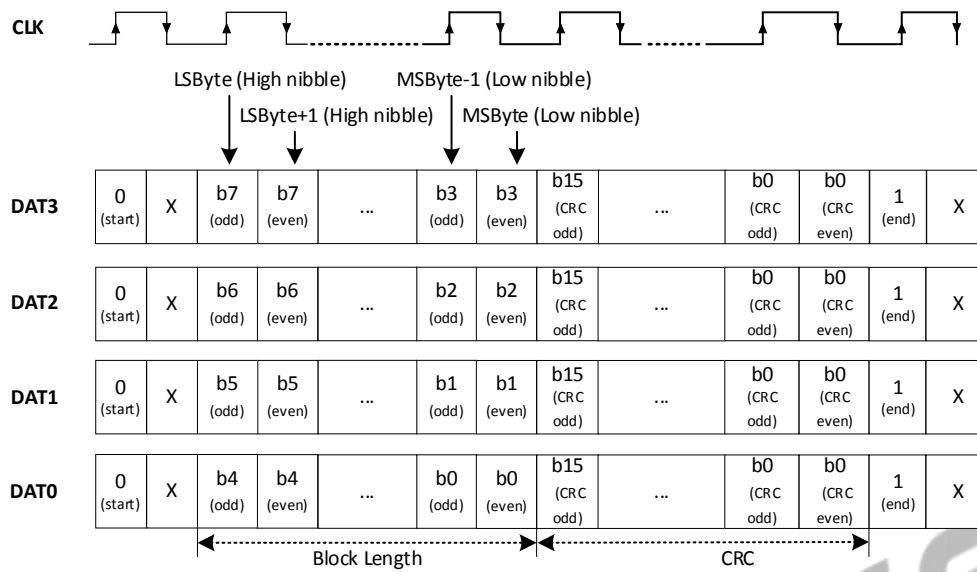 CLK
LSByte (High nibble) MSByte-1 (Low nibble)
LSByte+1 (High nibble) MSByte (Low nibble)
DAT3 0 (start) X b7 (odd) b7 (even) ... b3 (odd) b3 (even) b15 (CRC odd) ... b0 (CRC odd) b0 (CRC even) 1 (end) X
DAT2 0 (start) X b6 (odd) b6 (even) ... b2 (odd) b2 (even) b15 (CRC odd) ... b0 (CRC odd) b0 (CRC even) 1 (end) X
DAT1 0 (start) X b5 (odd) b5 (even) ... b1 (odd) b1 (even) b15 (CRC odd) ... b0 (CRC odd) b0 (CRC even) 1 (end) X
DAT0 0 (start) X b4 (odd) b4 (even) ... b0 (odd) b0 (even) b15 (CRC odd) ... b0 (CRC odd) b0 (CRC even) 1 (end) X
Block Length CRC